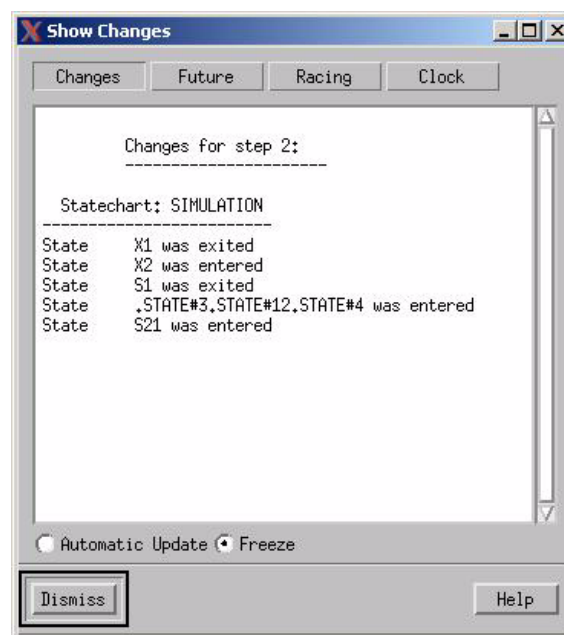 Show Changes
Changes Future Racing Clock
Changes for step 2:
----------------------
Statechart: SIMULATION
-------------------------
State X1 was exited
State X2 was entered
State S1 was exited
State .STATE#3.STATE#12.STATE#4 was entered
State S21 was entered
Automatic Update Freeze
Dismiss Help